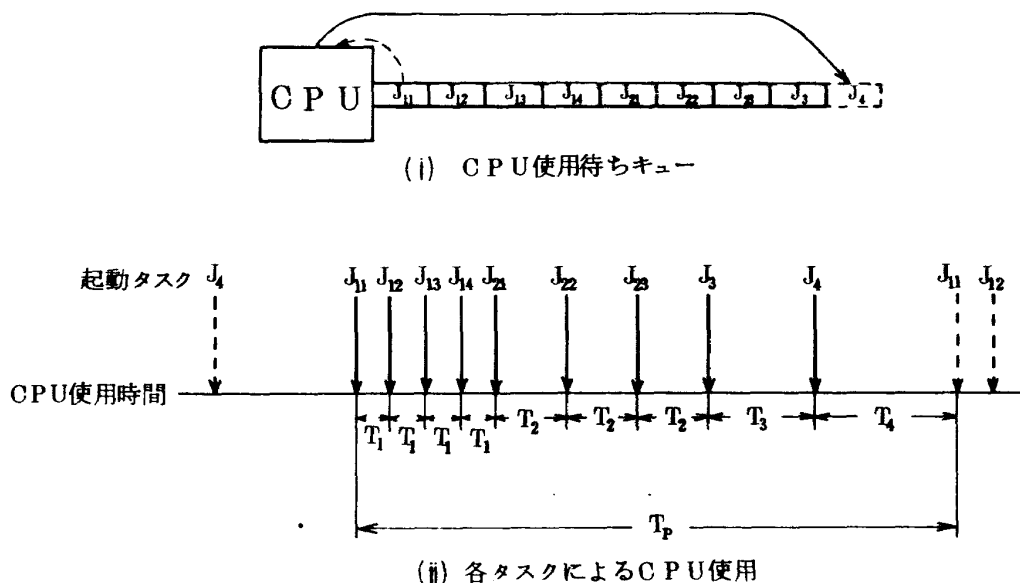 CPU
J₁₁ J₁₂ J₁₃ J₁₄ J₂₁ J₂₂ J₂₃ J₃ J₄
(i) CPU使用待ちキュー
起動タスク J₄ J₁₁ J₁₂ J₁₃ J₁₄ J₂₁ J₂₂ J₂₃ J₃ J₄ J₁₁ J₁₂
CPU使用時間
T₁ T₁ T₁ T₁ T₂ T₂ T₂ T₃ T₄
Tₚ
(ii) 各タスクによるCPU使用